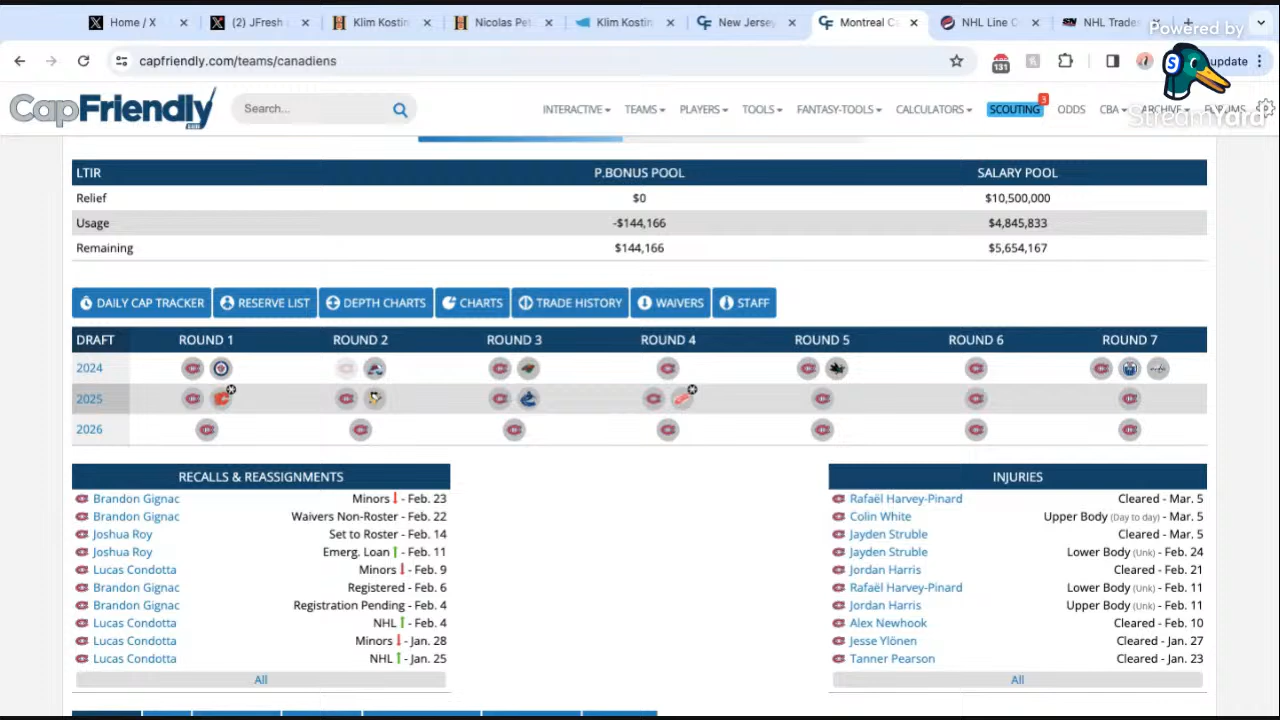 Home / X
(2) JFresh
Klim Kostin
Nicolas Pet
Klim Kostin
New Jersey
Montreal Ca
NHL Line C
NHL Trades
Powered by
capfriendly.com/teams/canadiens
131
update
S
CapFriendly
.com
Search...
INTERACTIVE
TEAMS
PLAYERS
TOOLS
FANTASY-TOOLS
CALCULATORS
SCOUTING
3
ODDS
CBA
ARCHIVE
FORUMS
StreamYard
LTIR P.BONUS POOL SALARY POOL
Relief $0 $10,500,000
Usage -$144,166 $4,845,833
Remaining $144,166 $5,654,167
DAILY CAP TRACKER RESERVE LIST DEPTH CHARTS CHARTS TRADE HISTORY WAIVERS STAFF
DRAFT ROUND 1 ROUND 2 ROUND 3 ROUND 4 ROUND 5 ROUND 6 ROUND 7
2024
2025
2026
RECALLS & REASSIGNMENTS
Brandon Gignac Minors - Feb. 23
Brandon Gignac Waivers Non-Roster - Feb. 22
Joshua Roy Set to Roster - Feb. 14
Joshua Roy Emerg. Loan - Feb. 11
Lucas Condotta Minors - Feb. 9
Brandon Gignac Registered - Feb. 6
Brandon Gignac Registration Pending - Feb. 4
Lucas Condotta NHL - Feb. 4
Lucas Condotta Minors - Jan. 28
Lucas Condotta NHL - Jan. 25
All
INJURIES
Rafaël Harvey-Pinard Cleared - Mar. 5
Colin White Upper Body (Day to day) - Mar. 5
Jayden Struble Cleared - Mar. 5
Jayden Struble Lower Body (Unk) - Feb. 24
Jordan Harris Cleared - Feb. 21
Rafaël Harvey-Pinard Lower Body (Unk) - Feb. 11
Jordan Harris Upper Body (Unk) - Feb. 11
Alex Newhook Cleared - Feb. 10
Jesse Ylönen Cleared - Jan. 27
Tanner Pearson Cleared - Jan. 23
All